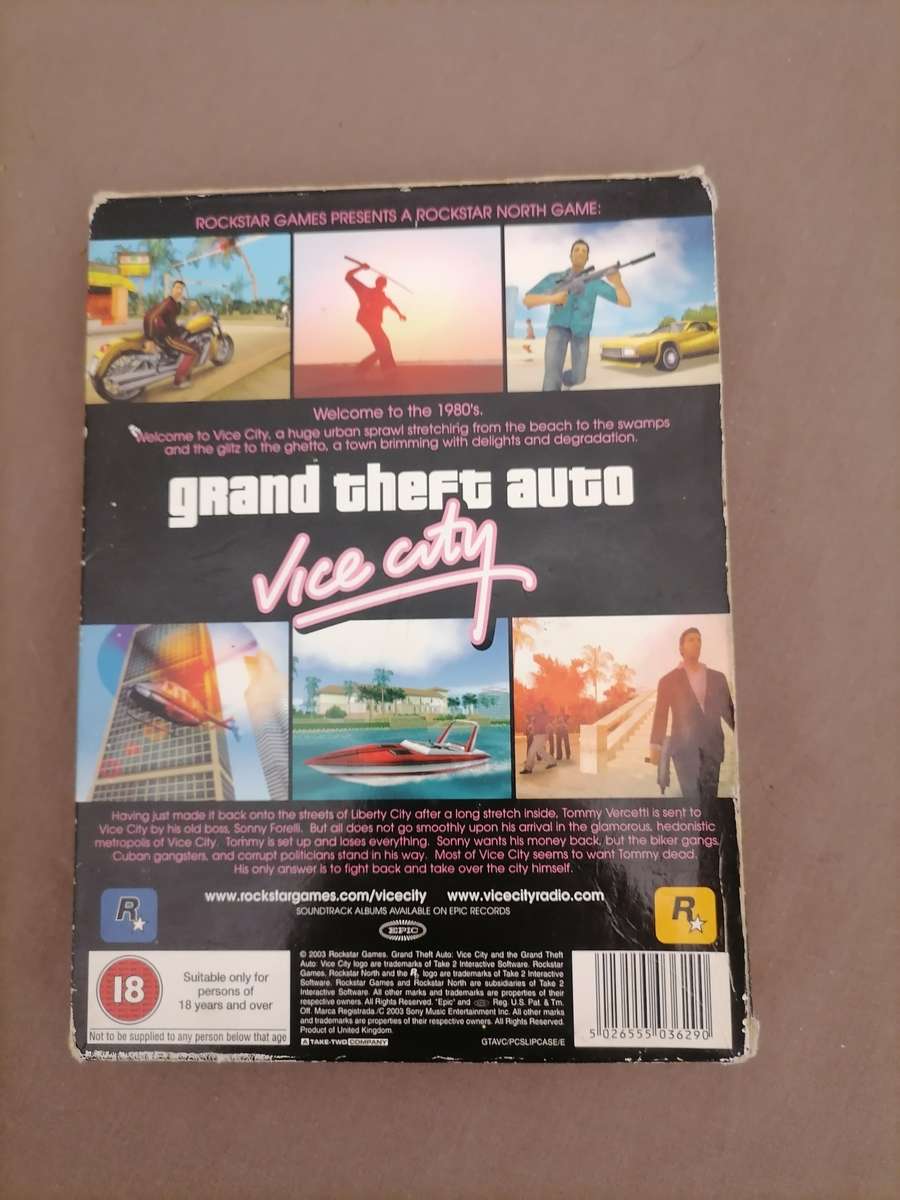 ROCKSTAR GAMES PRESENTS A ROCKSTAR NORTH GAME:
Welcome to the 1980's.
Welcome to Vice City, a huge urban sprawl stretching from the beach to the swamps
and the glitz to the ghetto, a town brimming with delights and degradation.
grand theft auto
Vice city
Having just made it back onto the streets of Liberty City after a long stretch inside, Tommy Vercetti is sent to
Vice City by his old boss, Sonny Forelli. But all does not go smoothly upon his arrival in the glamorous, hedonistic
metropolis of Vice City. Tommy is set up and loses everything. Sonny wants his money back, but the biker gangs,
Cuban gangsters, and corrupt politicians stand in his way. Most of Vice City seems to want Tommy dead.
His only answer is to fight back and take over the city himself.
www.rockstargames.com/vicecity www.vicecityradio.com
SOUNDTRACK ALBUMS AVAILABLE ON EPIC RECORDS
R
EPIC
R
18
Suitable only for
persons of
18 years and over
Not to be supplied to any person below that age
© 2003 Rockstar Games. Grand Theft Auto: Vice City and the Grand Theft
Auto: Vice City logo are trademarks of Take 2 Interactive Software. Rockstar
Games, Rockstar North and the R logo are trademarks of Take 2 Interactive
Software. Rockstar Games and Rockstar North are subsidiaries of Take 2
Interactive Software. All other marks and trademarks are properties of their
respective owners. All Rights Reserved. "Epic" and Reg. U.S. Pat. & Tm.
Off. Marca Registrada./C 2003 Sony Music Entertainment Inc. All other marks
and trademarks are properties of their respective owners. All Rights Reserved.
Product of United Kingdom.
A TAKE-TWO COMPANY
GTAVC/PCSLIPCASE/E
5 026555 036290